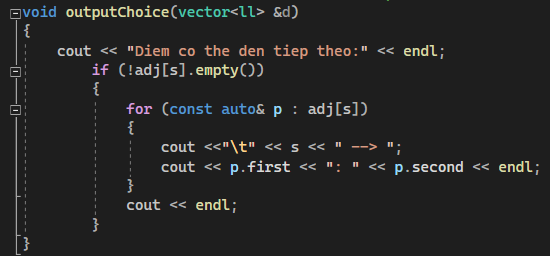 void outputChoice(vector<ll> &d)
{
    cout << "Diem co the den tiep theo:" << endl;
        if (!adj[s].empty())
        {
            for (const auto& p : adj[s])
            {
                cout <<"\t" << s << " --> ";
                cout << p.first << ": " << p.second << endl;
            }
            cout << endl;
        }
}